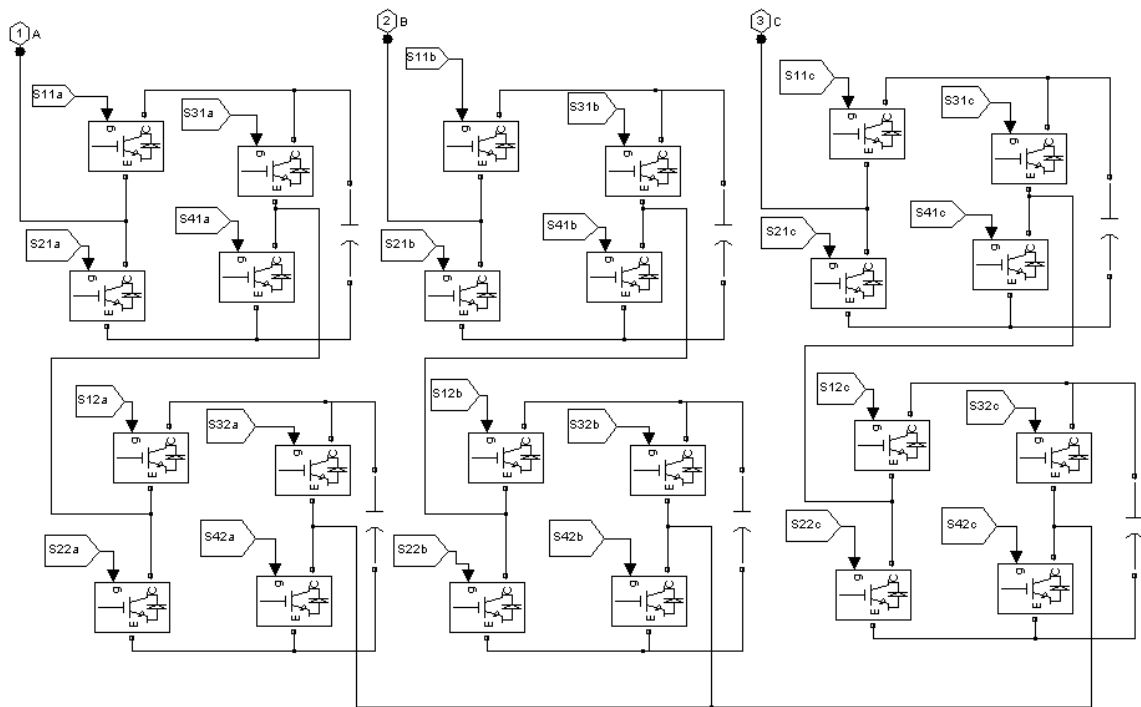 1 A
2 B
3 C
S11a
S31a
S11b
S31b
S11c
S31c
g C E
g C E
g C E
g C E
g C E
g C E
S21a
S41a
S21b
S41b
S21c
S41c
g C E
g C E
g C E
g C E
g C E
g C E
S12a
S32a
S12b
S32b
S12c
S32c
g C E
g C E
g C E
g C E
g C E
g C E
S22a
S42a
S22b
S42b
S22c
S42c
g C E
g C E
g C E
g C E
g C E
g C E